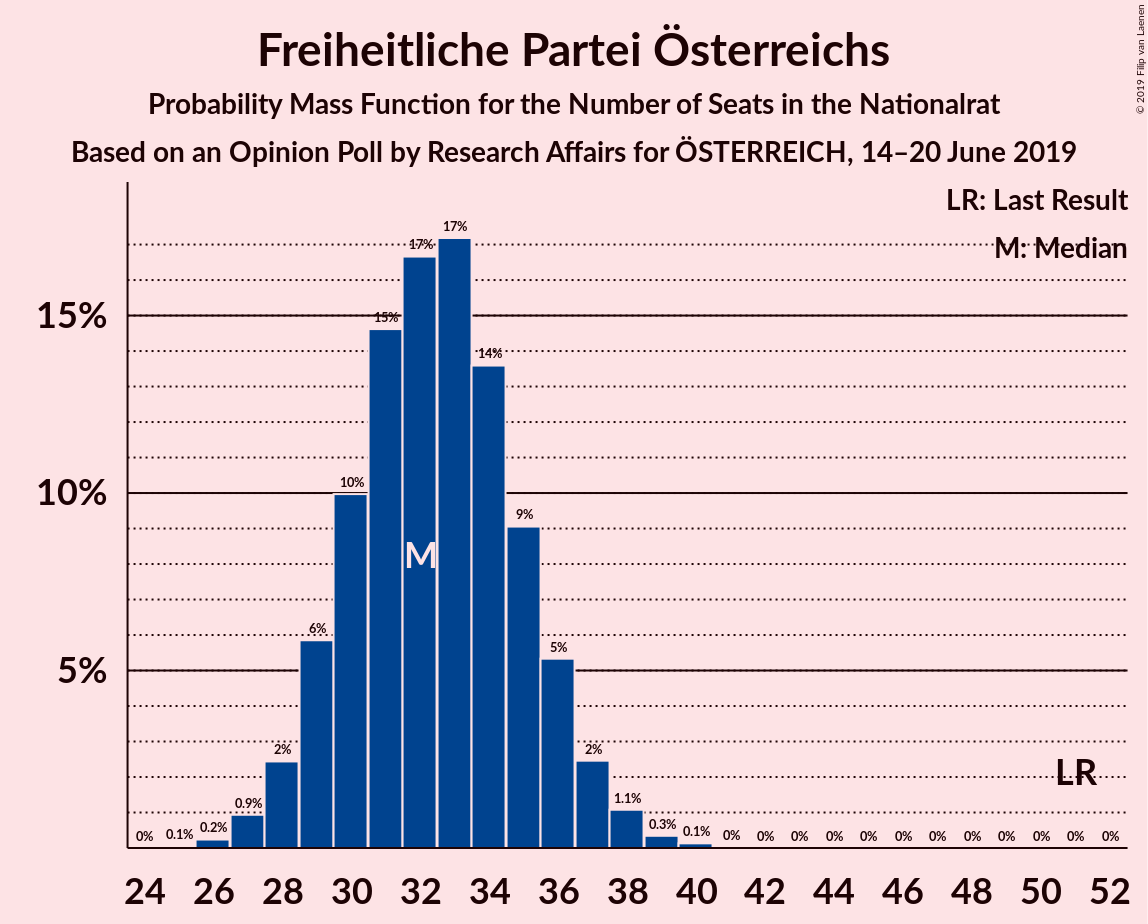 Freiheitliche Partei Österreichs
Probability Mass Function for the Number of Seats in the Nationalrat
Based on an Opinion Poll by Research Affairs for ÖSTERREICH, 14–20 June 2019
© 2019 Filip van Laenen
LR: Last Result
M: Median
17%
17%
15%
15%
14%
10%
10%
9%
M
6%
5%
5%
2%
2%
LR
0.9%
1.1%
0% 0.1% 0.2% 0.3% 0.1% 0% 0% 0% 0% 0% 0% 0% 0% 0% 0% 0% 0%
24 26 28 30 32 34 36 38 40 42 44 46 48 50 52